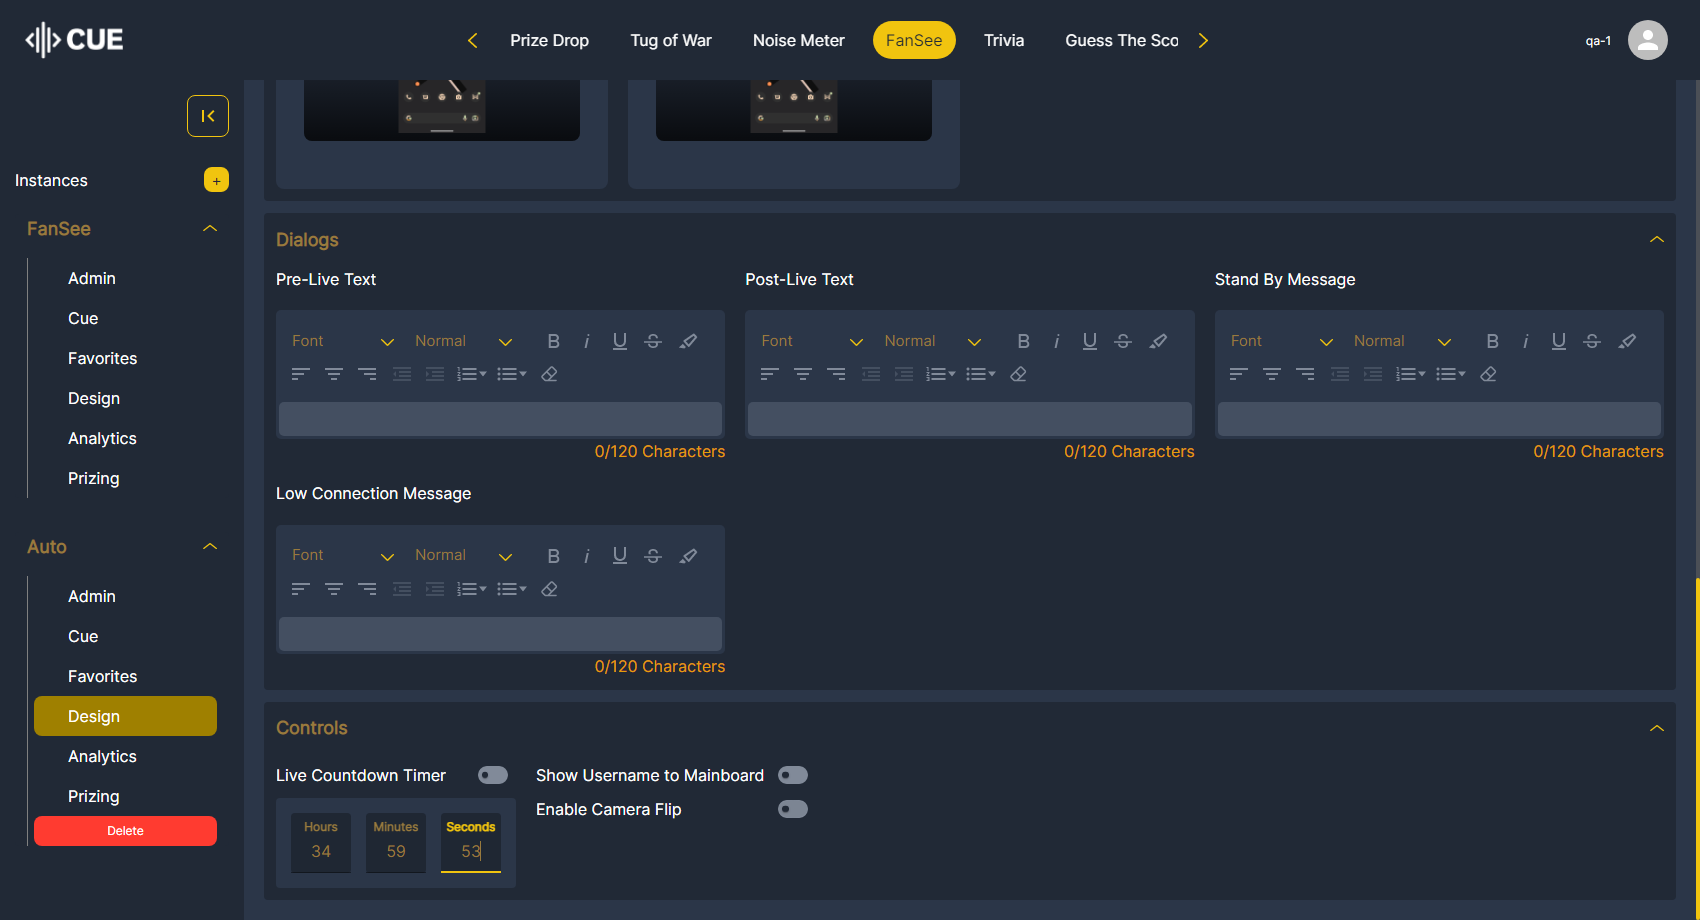 CUE
Prize Drop
Tug of War
Noise Meter
FanSee
Trivia
Guess The Sco
qa-1
Instances
+
FanSee
Admin
Cue
Favorites
Design
Analytics
Prizing
Auto
Admin
Cue
Favorites
Design
Analytics
Prizing
Delete
Dialogs
Pre-Live Text
Font
Normal
B i U S
0/120 Characters
Post-Live Text
Font
Normal
B i U S
0/120 Characters
Stand By Message
Font
Normal
B i U S
0/120 Characters
Low Connection Message
Font
Normal
B i U S
0/120 Characters
Controls
Live Countdown Timer
Hours
34
Minutes
59
Seconds
53
Show Username to Mainboard
Enable Camera Flip